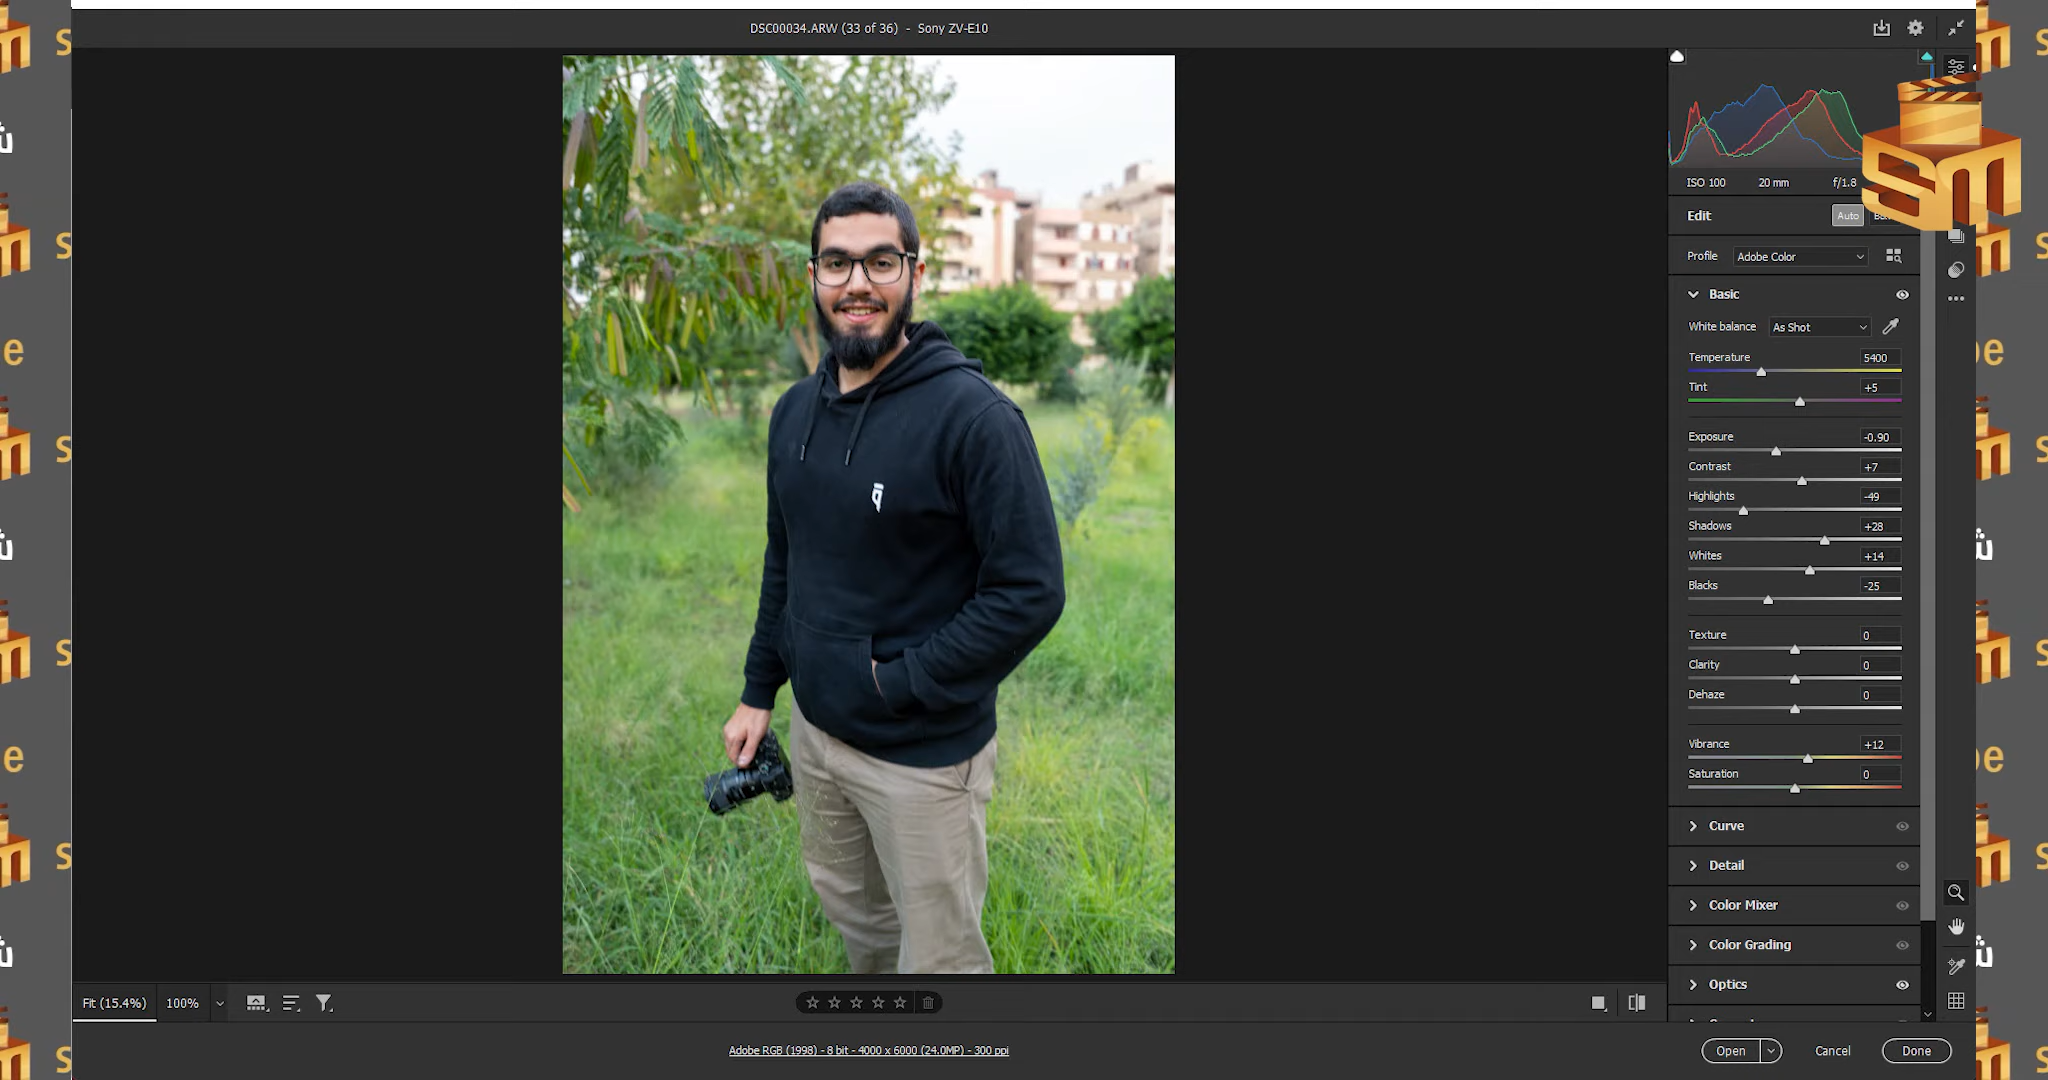 DSC00034.ARW (33 of 36) - Sony ZV-E10
ISO 100 20 mm f/1.8
Edit Auto
Profile Adobe Color
Basic
White balance As Shot
Temperature 5400
Tint +5
Exposure -0.90
Contrast +7
Highlights -49
Shadows +28
Whites +14
Blacks -25
Texture 0
Clarity 0
Dehaze 0
Vibrance +12
Saturation 0
Curve
Detail
Color Mixer
Color Grading
Optics
Fit (15.4%) 100%
Adobe RGB (1998) - 8 bit - 4000 x 6000 (24.0MP) - 300 ppi
Open Cancel Done
SM